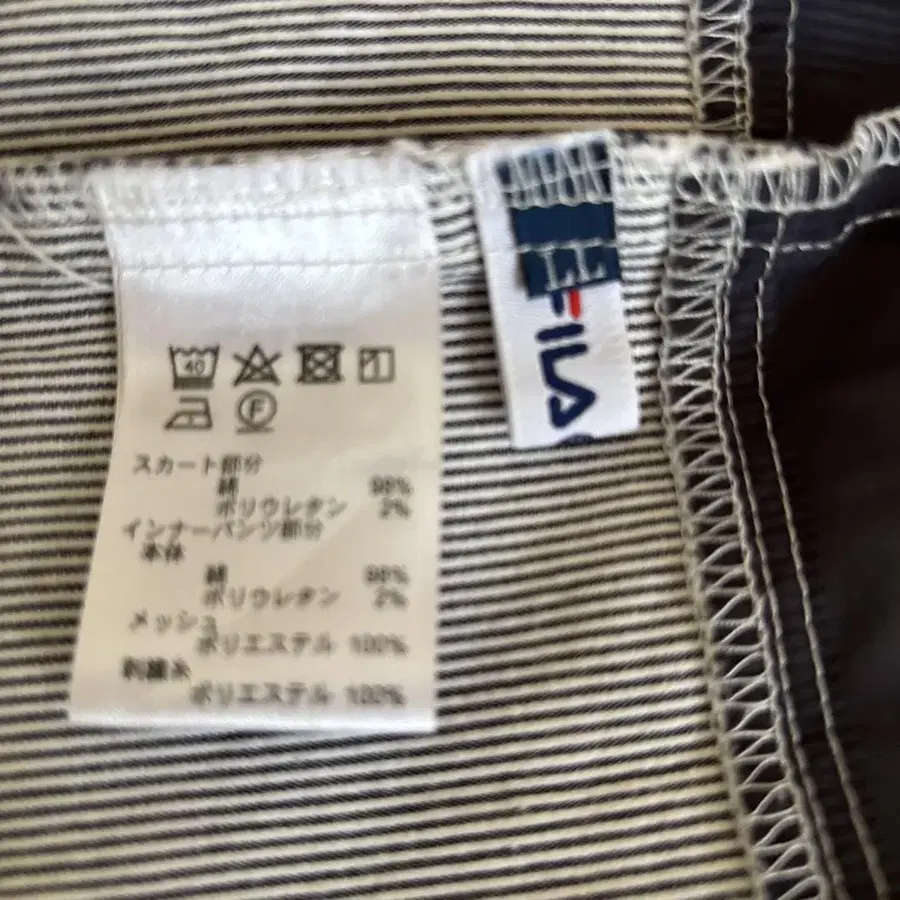 FILA
40
F
スカート部分
綿 98%
ポリウレタン 2%
インナーパンツ部分
本体
綿 98%
ポリウレタン 2%
メッシュ
ポリエステル 100%
刺繍糸
ポリエステル 100%